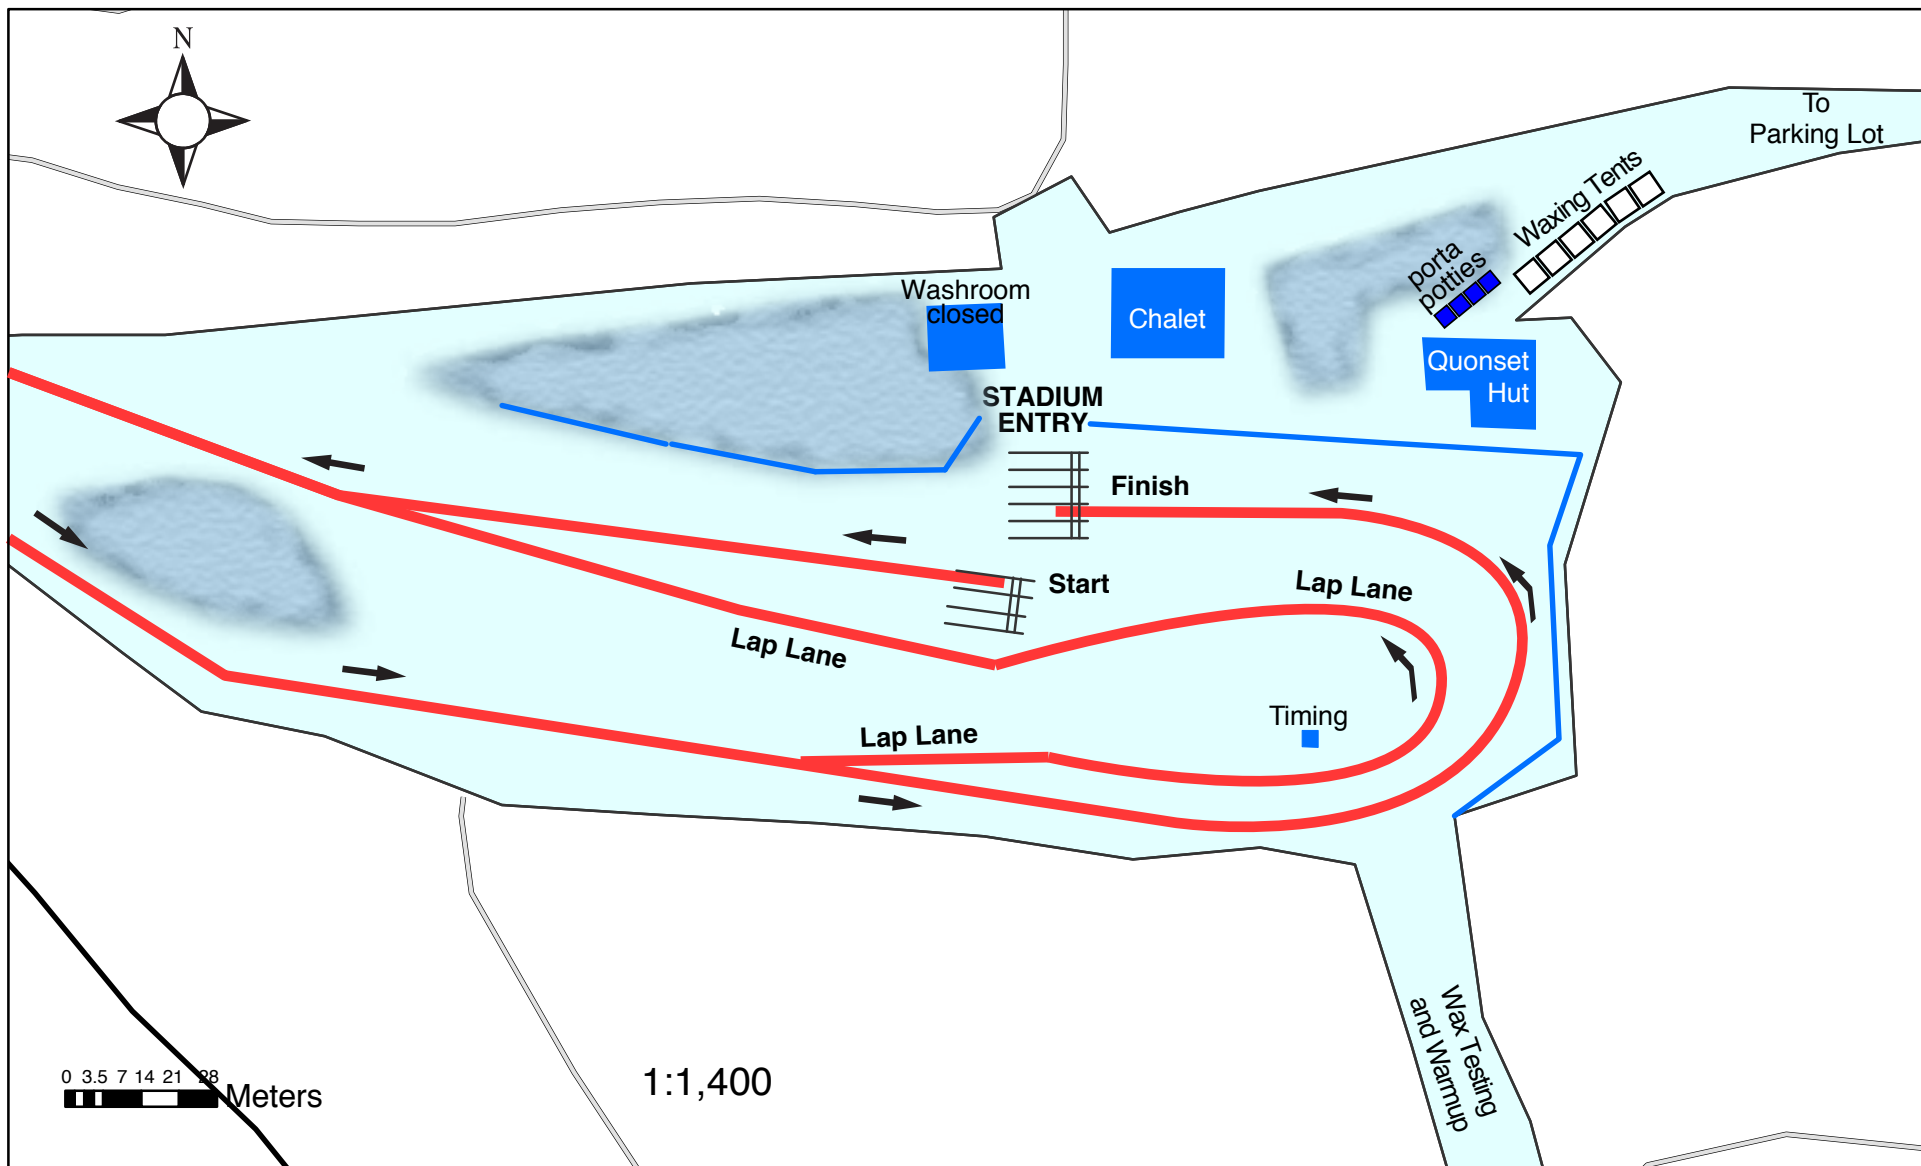 N
To
Parking Lot
Waxing Tents
porta
potties
Washroom
closed
Chalet
Quonset
Hut
STADIUM
ENTRY
Finish
Start
Lap Lane
Lap Lane
Timing
Lap Lane
Wax Testing
and Warmup
0 3.5 7 14 21 28
Meters
1:1,400